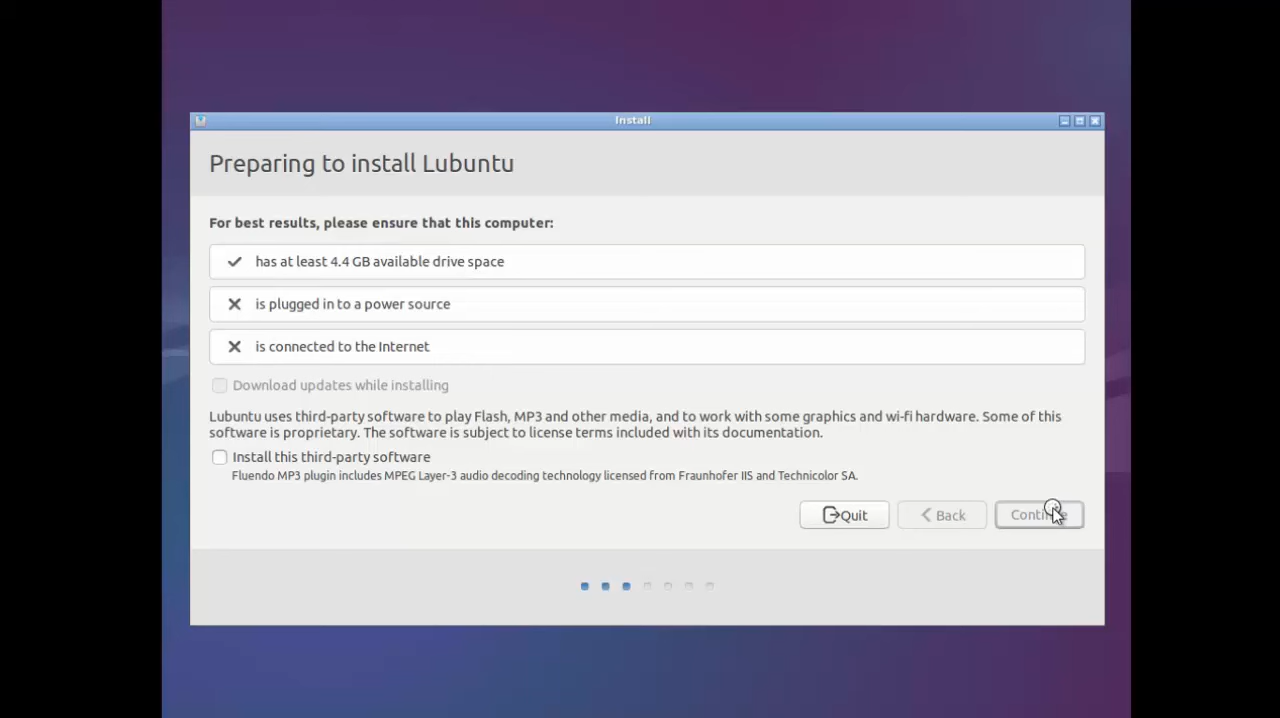 Install
Preparing to install Lubuntu
For best results, please ensure that this computer:
has at least 4.4 GB available drive space
is plugged in to a power source
is connected to the Internet
Download updates while installing
Lubuntu uses third-party software to play Flash, MP3 and other media, and to work with some graphics and wi-fi hardware. Some of this
software is proprietary. The software is subject to license terms included with its documentation.
Install this third-party software
Fluendo MP3 plugin includes MPEG Layer-3 audio decoding technology licensed from Fraunhofer IIS and Technicolor SA.
Quit Back Continue